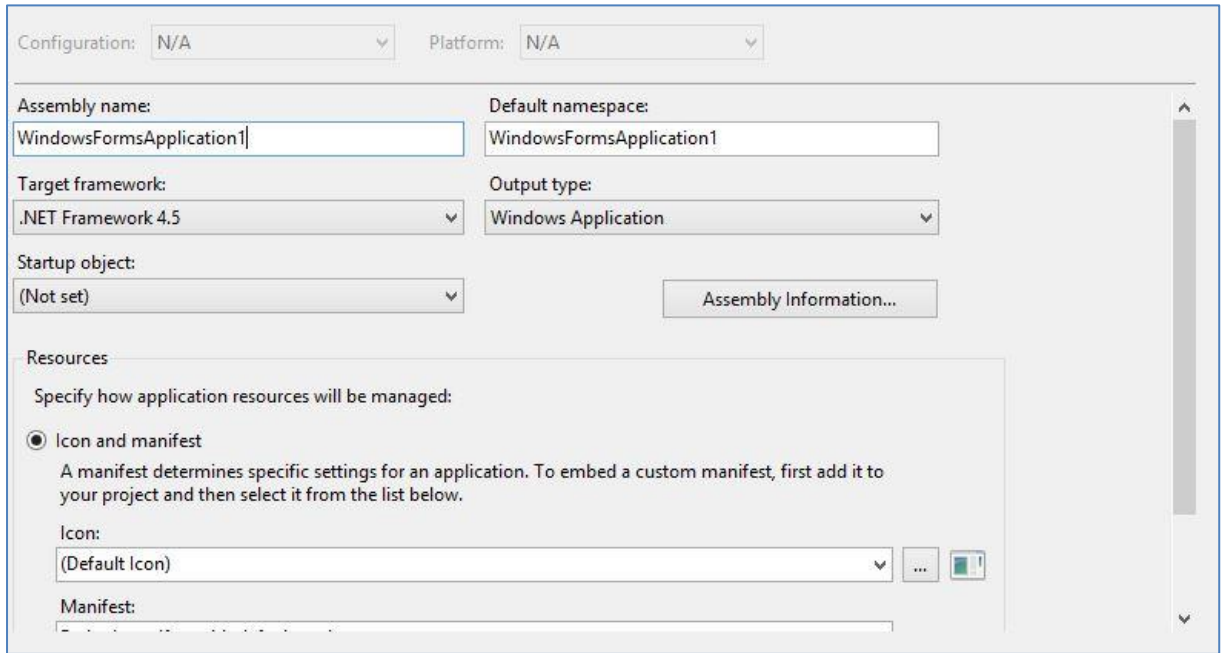 Configuration: N/A Platform: N/A
Assembly name: Default namespace:
WindowsFormsApplication1 WindowsFormsApplication1
Target framework: Output type:
.NET Framework 4.5 Windows Application
Startup object:
(Not set) Assembly Information...
Resources
Specify how application resources will be managed:
Icon and manifest
A manifest determines specific settings for an application. To embed a custom manifest, first add it to
your project and then select it from the list below.
Icon:
(Default Icon) ...
Manifest: